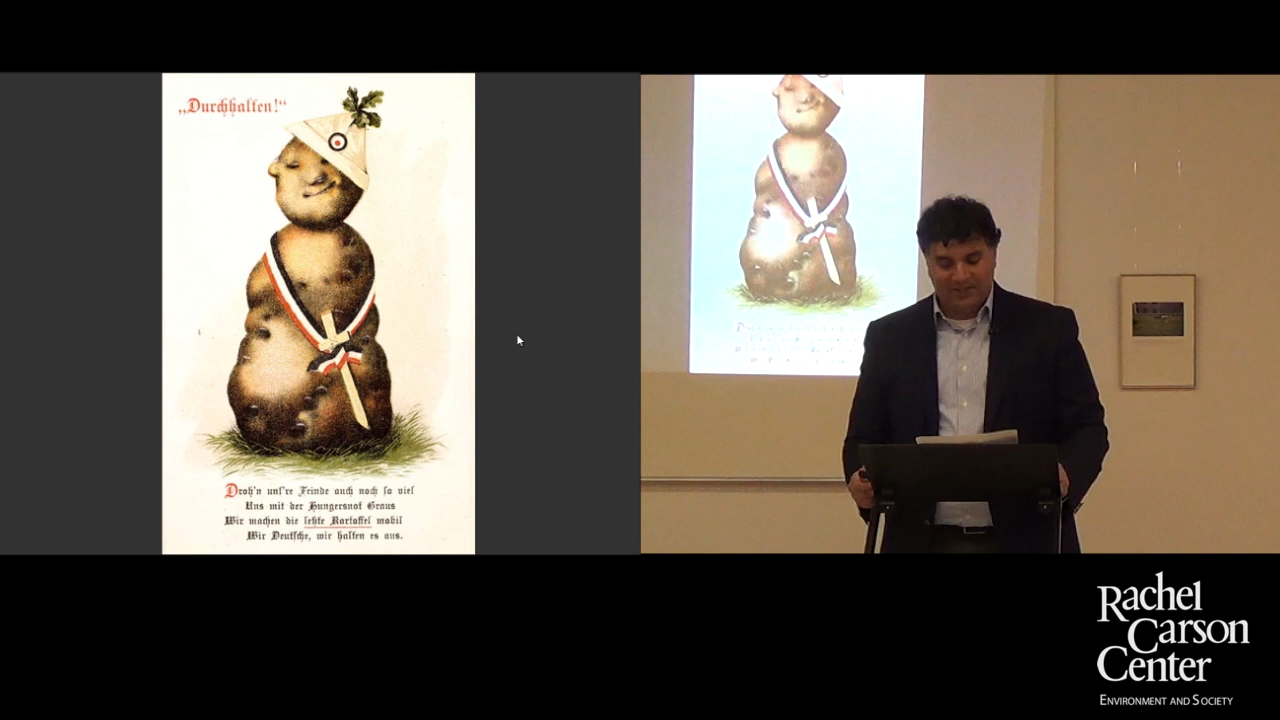 „Durchhalten!“
Droh'n uns're Feinde auch noch so viel
Uns mit der Hungersnot Graus
Wir machen die letzte Kartoffel mobil
Wir Deutsche, wir halten es aus.
Rachel
Carson
Center
Environment and Society